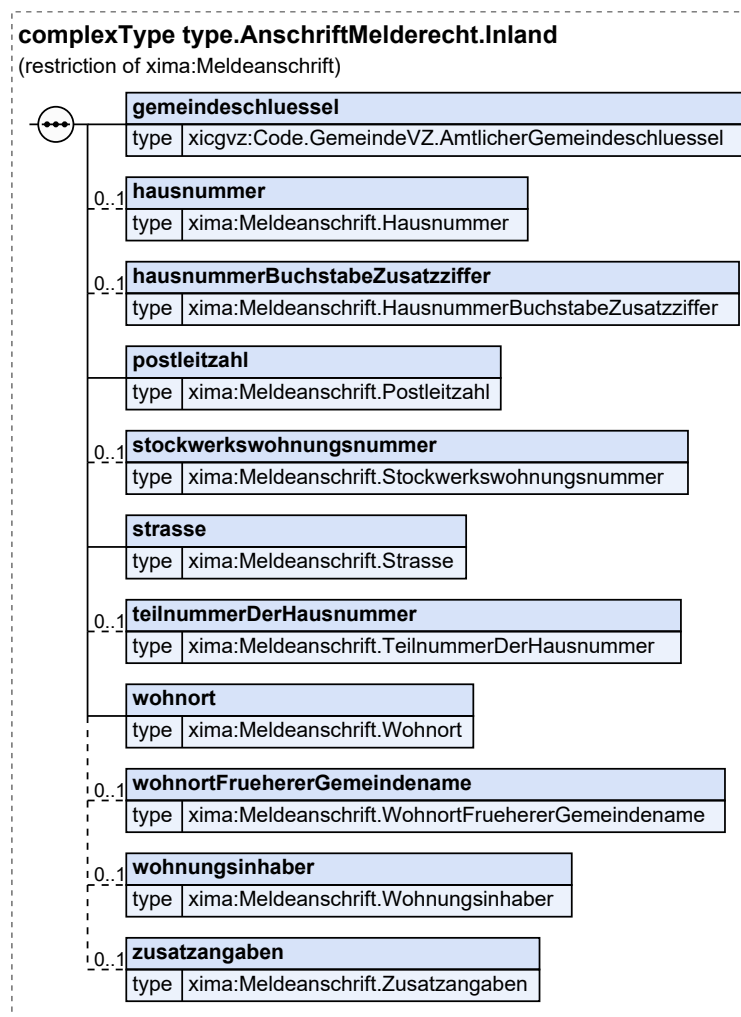 complexType type.AnschriftMelderecht.Inland
(restriction of xima:Meldeanschrift)
gemeindeschluessel
type xicgvz:Code.GemeindeVZ.AmtlicherGemeindeschluessel
0..1 hausnummer
type xima:Meldeanschrift.Hausnummer
0..1 hausnummerBuchstabeZusatzziffer
type xima:Meldeanschrift.HausnummerBuchstabeZusatzziffer
postleitzahl
type xima:Meldeanschrift.Postleitzahl
0..1 stockwerkswohnungsnummer
type xima:Meldeanschrift.Stockwerkswohnungsnummer
strasse
type xima:Meldeanschrift.Strasse
0..1 teilnummerDerHausnummer
type xima:Meldeanschrift.TeilnummerDerHausnummer
wohnort
type xima:Meldeanschrift.Wohnort
0..1 wohnortFruehererGemeindename
type xima:Meldeanschrift.WohnortFruehererGemeindename
0..1 wohnungsinhaber
type xima:Meldeanschrift.Wohnungsinhaber
0..1 zusatzangaben
type xima:Meldeanschrift.Zusatzangaben